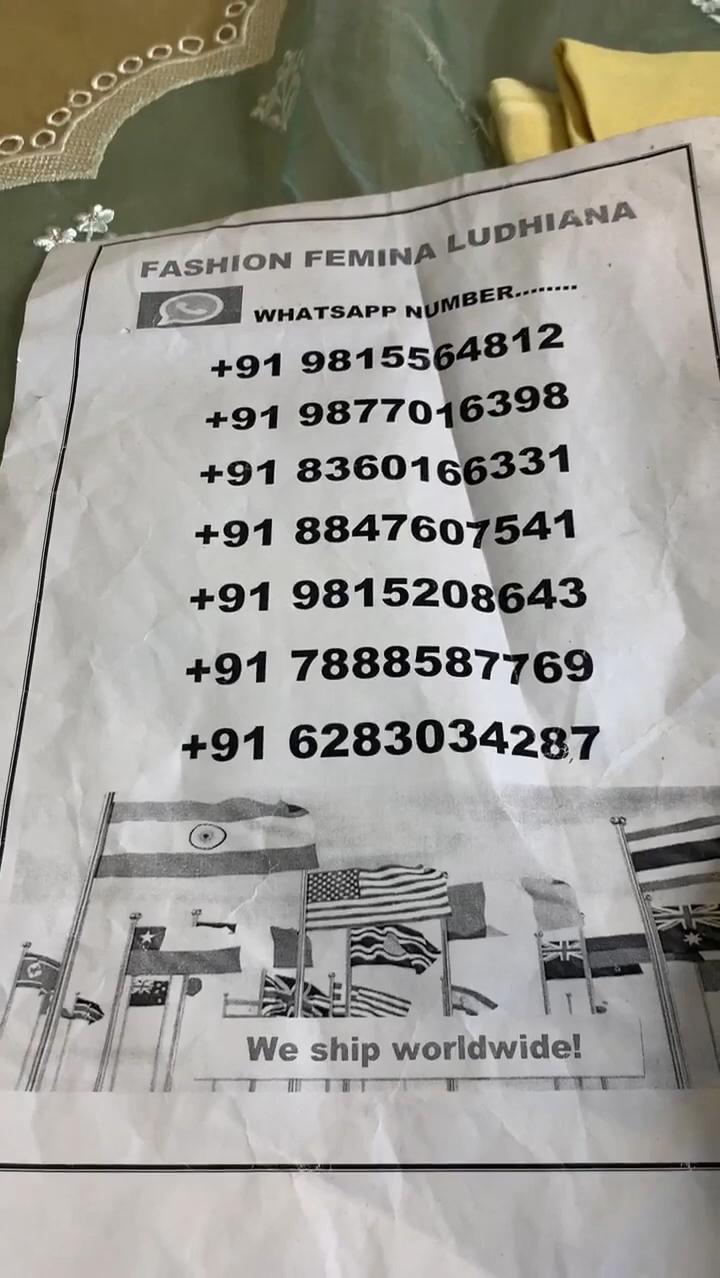 FASHION FEMINA LUDHIANA
WHATSAPP NUMBER........
+91 9815564812
+91 9877016398
+91 8360166331
+91 8847607541
+91 9815208643
+91 7888587769
+91 6283034287
We ship worldwide!